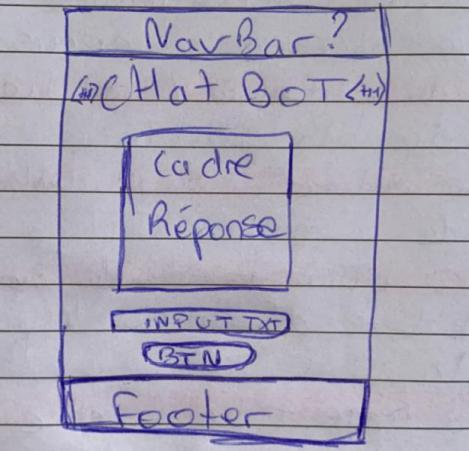 NavBar?
<H1> CHat BOT <H1>
Cadre
Réponse
INPUT TXT
BTN
Footer